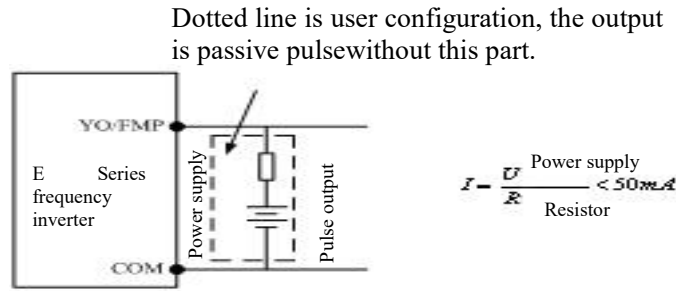 Dotted line is user configuration, the output
is passive pulsewithout this part.
YO/FMP
E Series
frequency
inverter
COM
Power supply
Pulse output
I= U Power supply
R Resistor <50mA